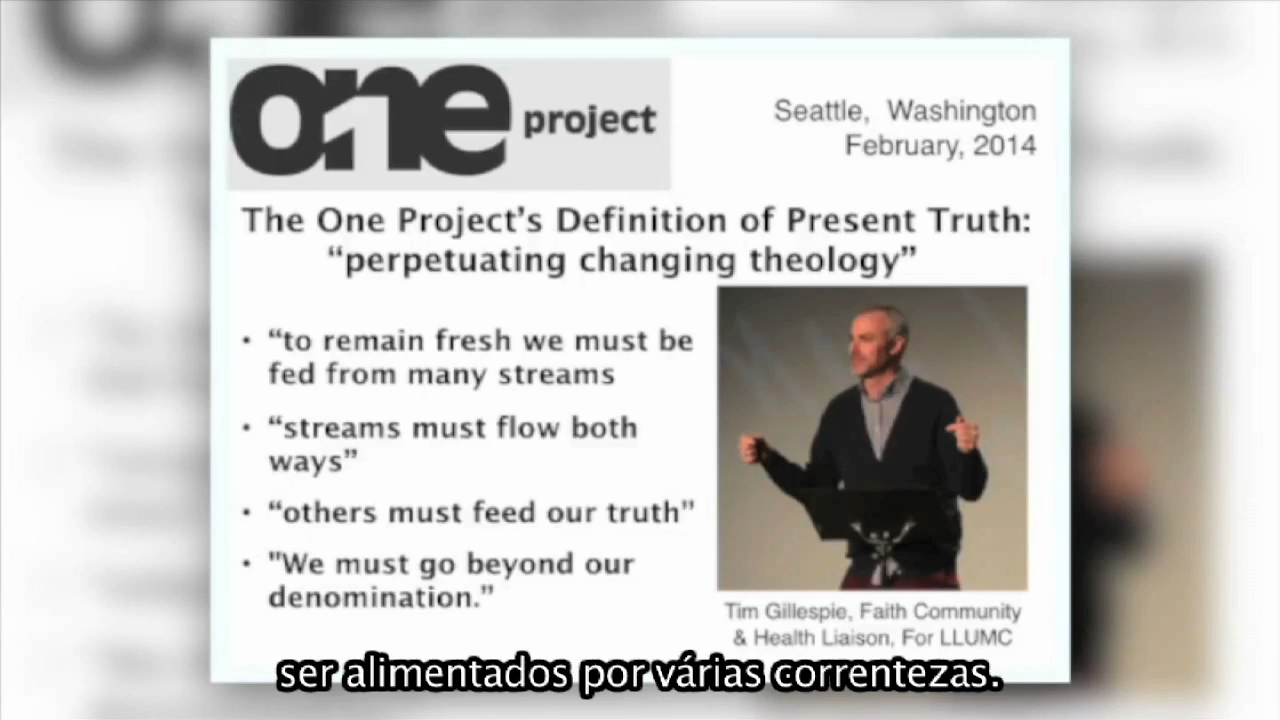 one project
Seattle, Washington
February, 2014
The One Project's Definition of Present Truth:
“perpetuating changing theology”
• “to remain fresh we must be
fed from many streams
• “streams must flow both
ways”
• “others must feed our truth"
• "We must go beyond our
denomination.”
Tim Gillespie, Faith Community
& Health Liaison, For LLUMC
ser alimentados por várias correntezas.